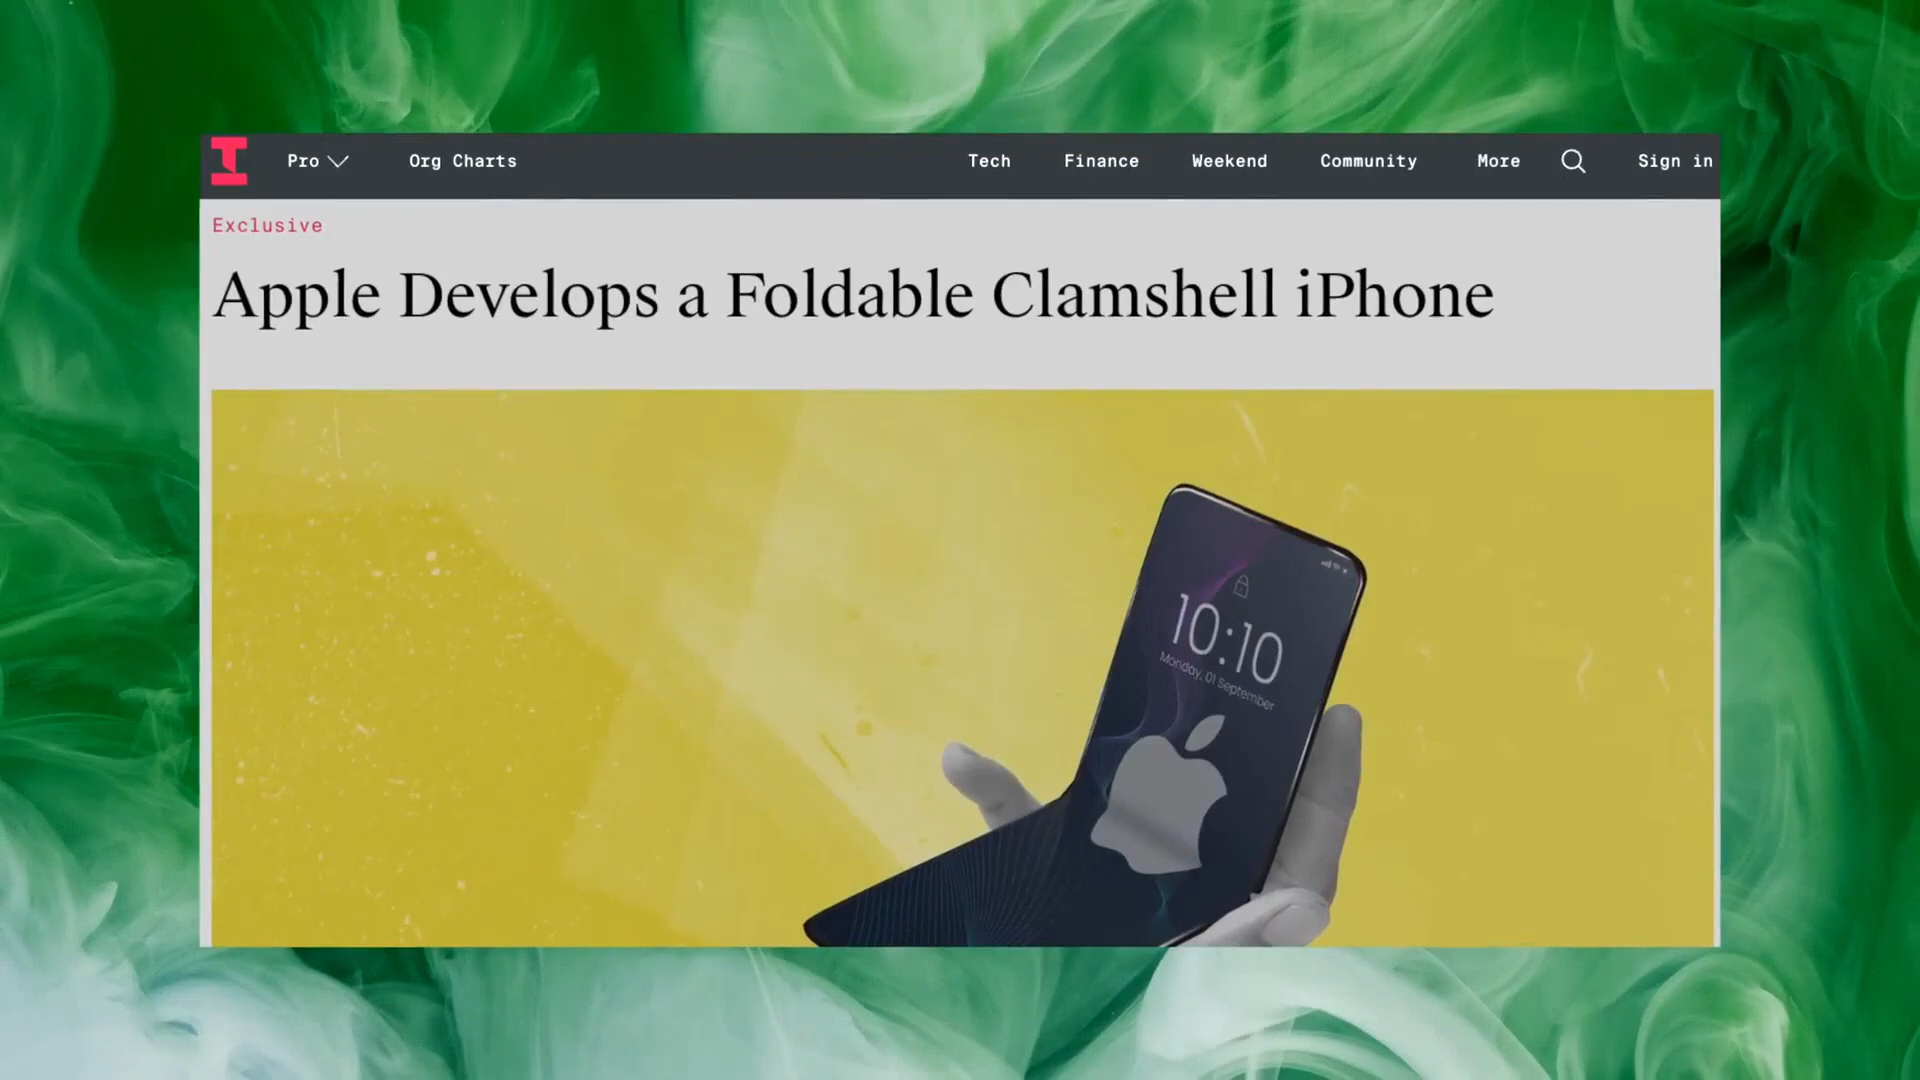 Pro
Org Charts
Tech
Finance
Weekend
Community
More
Sign in
Exclusive
Apple Develops a Foldable Clamshell iPhone
10:10
Monday, 01 September